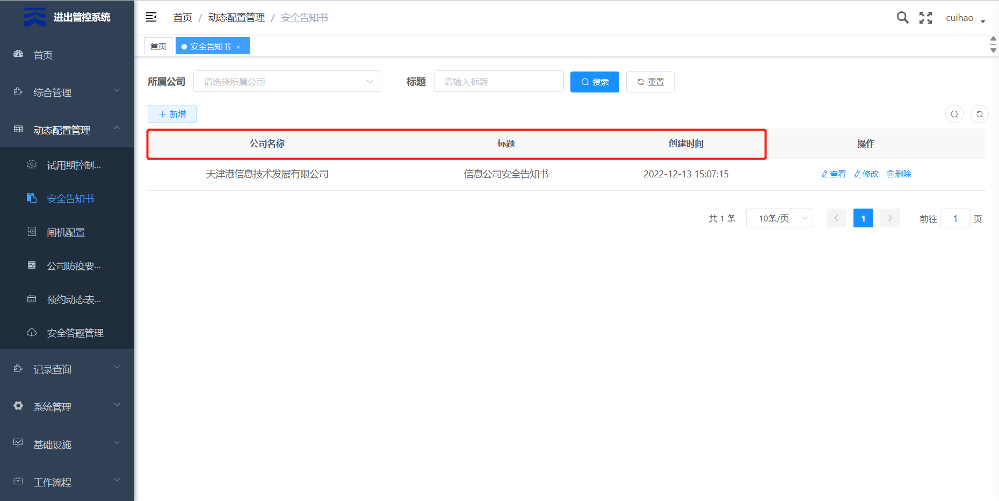 进出管控系统
首页 / 动态配置管理 / 安全告知书
cuihao
首页
安全告知书 ×
首页
综合管理
动态配置管理
试用期控制...
安全告知书
闸机配置
公司防疫要...
预约动态表...
安全答题管理
记录查询
系统管理
基础设施
工作流程
所属公司 请选择所属公司 标题 请输入标题 搜索 重置
新增
公司名称 标题 创建时间 操作
天津港信息技术发展有限公司 信息公司安全告知书 2022-12-13 15:07:15 查看 修改 删除
共 1 条 10条/页 1 前往 1 页